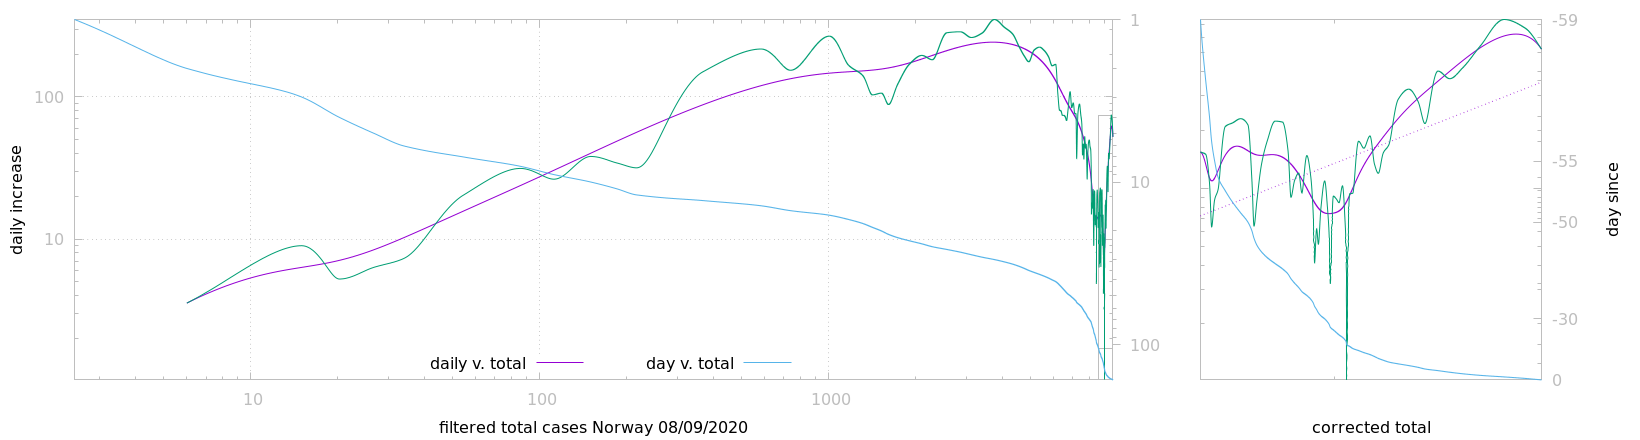 1
-59
100
daily increase
10
-55
-50
day since
10
-30
100
daily v. total
day v. total
0
10
100
1000
filtered total cases Norway 08/09/2020
corrected total